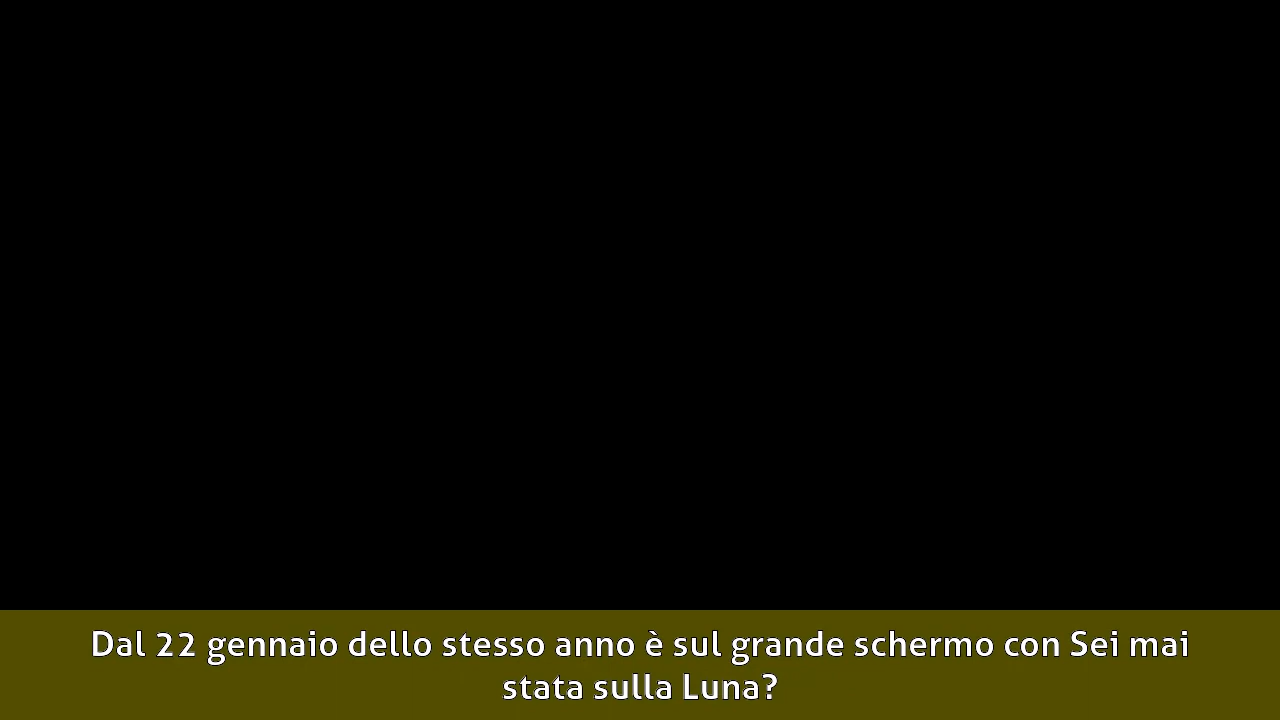 Dal 22 gennaio dello stesso anno è sul grande schermo con Sei mai
stata sulla Luna?